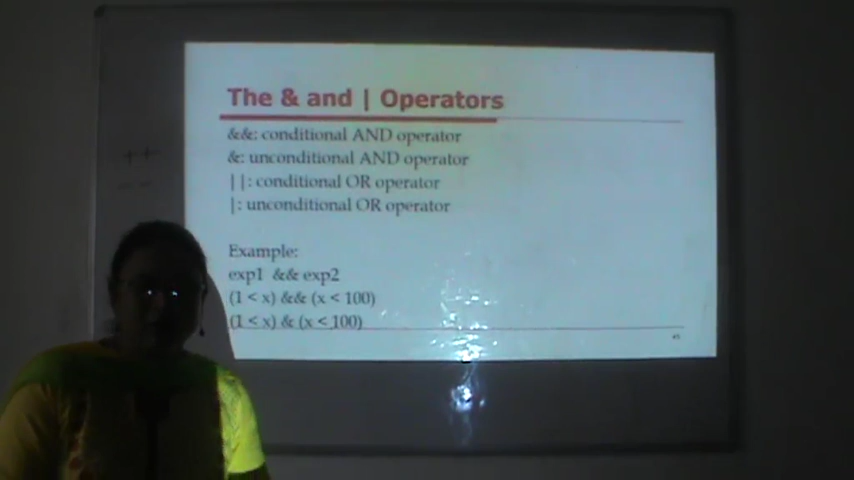 The & and | Operators
&&: conditional AND operator
&: unconditional AND operator
||: conditional OR operator
|: unconditional OR operator
Example:
exp1 && exp2
(1 < x) && (x < 100)
(1 < x) & (x < 100)
++
--